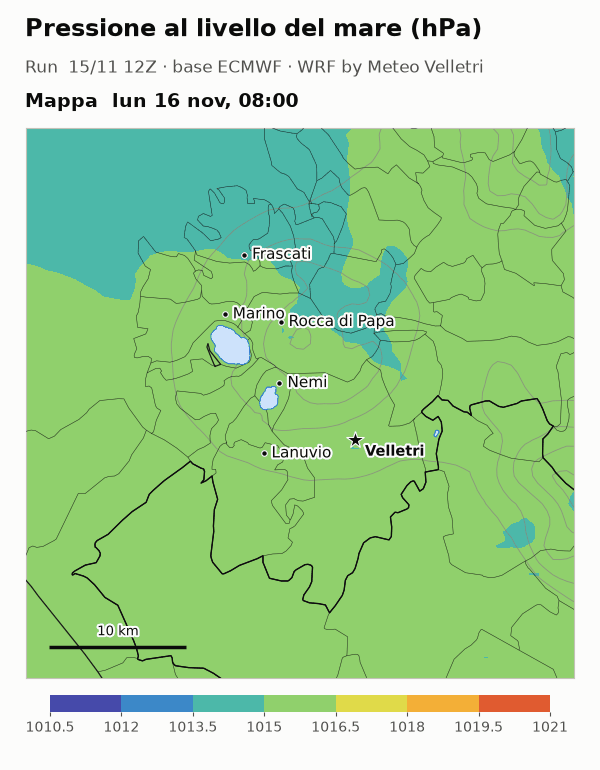 Pressione al livello del mare (hPa)
Run  15/11 12Z · base ECMWF · WRF by Meteo Velletri
Mappa  lun 16 nov, 08:00
Frascati
Marino
Rocca di Papa
Nemi
Velletri
Lanuvio
10 km
1010.5 1012 1013.5 1015 1016.5 1018 1019.5 1021